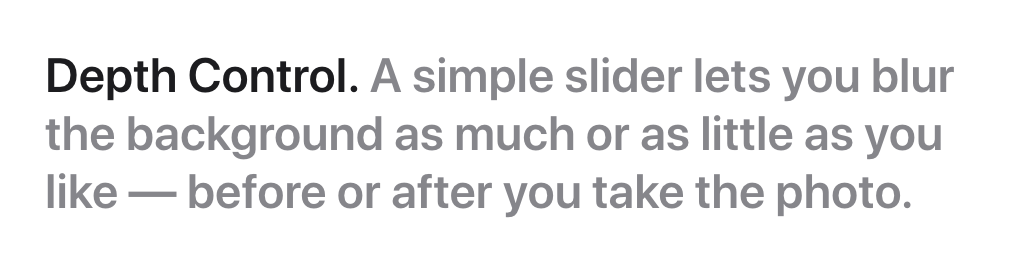 Depth Control. A simple slider lets you blur
the background as much or as little as you
like — before or after you take the photo.